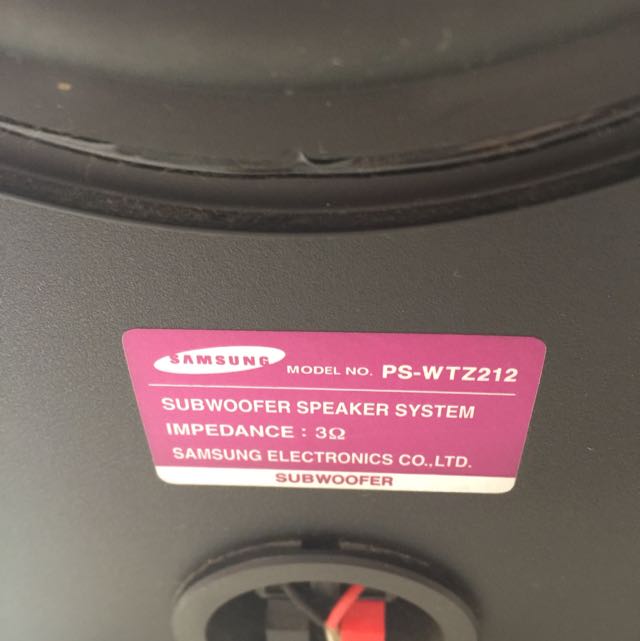 SAMSUNG MODEL NO. PS-WTZ212
SUBWOOFER SPEAKER SYSTEM
IMPEDANCE : 3Ω
SAMSUNG ELECTRONICS CO.,LTD.
SUBWOOFER